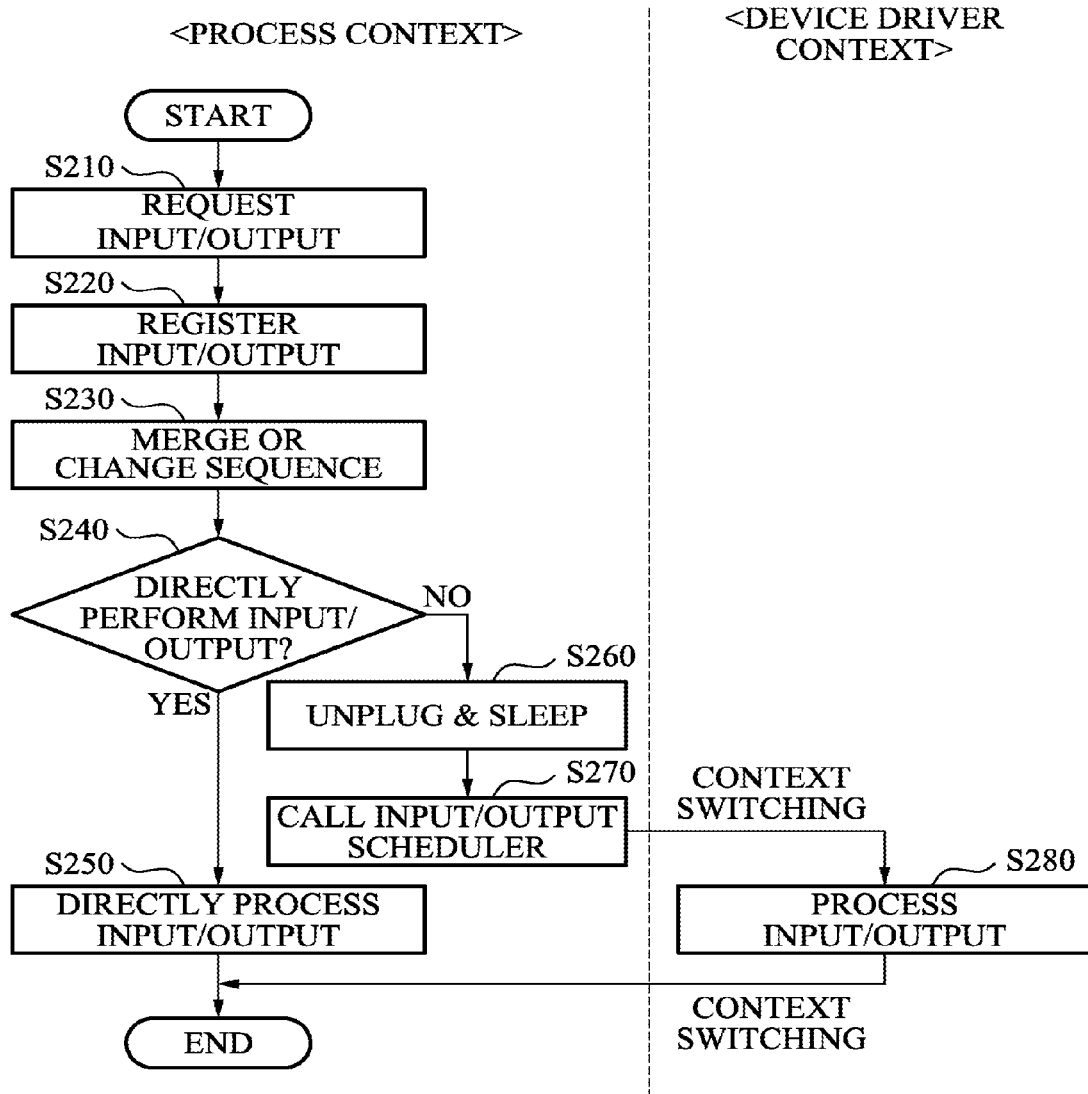 <PROCESS CONTEXT>
<DEVICE DRIVER
CONTEXT>
START
S210
REQUEST
INPUT/OUTPUT
S220
REGISTER
INPUT/OUTPUT
S230
MERGE OR
CHANGE SEQUENCE
S240
DIRECTLY
PERFORM INPUT/
OUTPUT?
NO
YES
S260
UNPLUG & SLEEP
S270
CALL INPUT/OUTPUT
SCHEDULER
CONTEXT
SWITCHING
S250
DIRECTLY PROCESS
INPUT/OUTPUT
S280
PROCESS
INPUT/OUTPUT
CONTEXT
SWITCHING
END